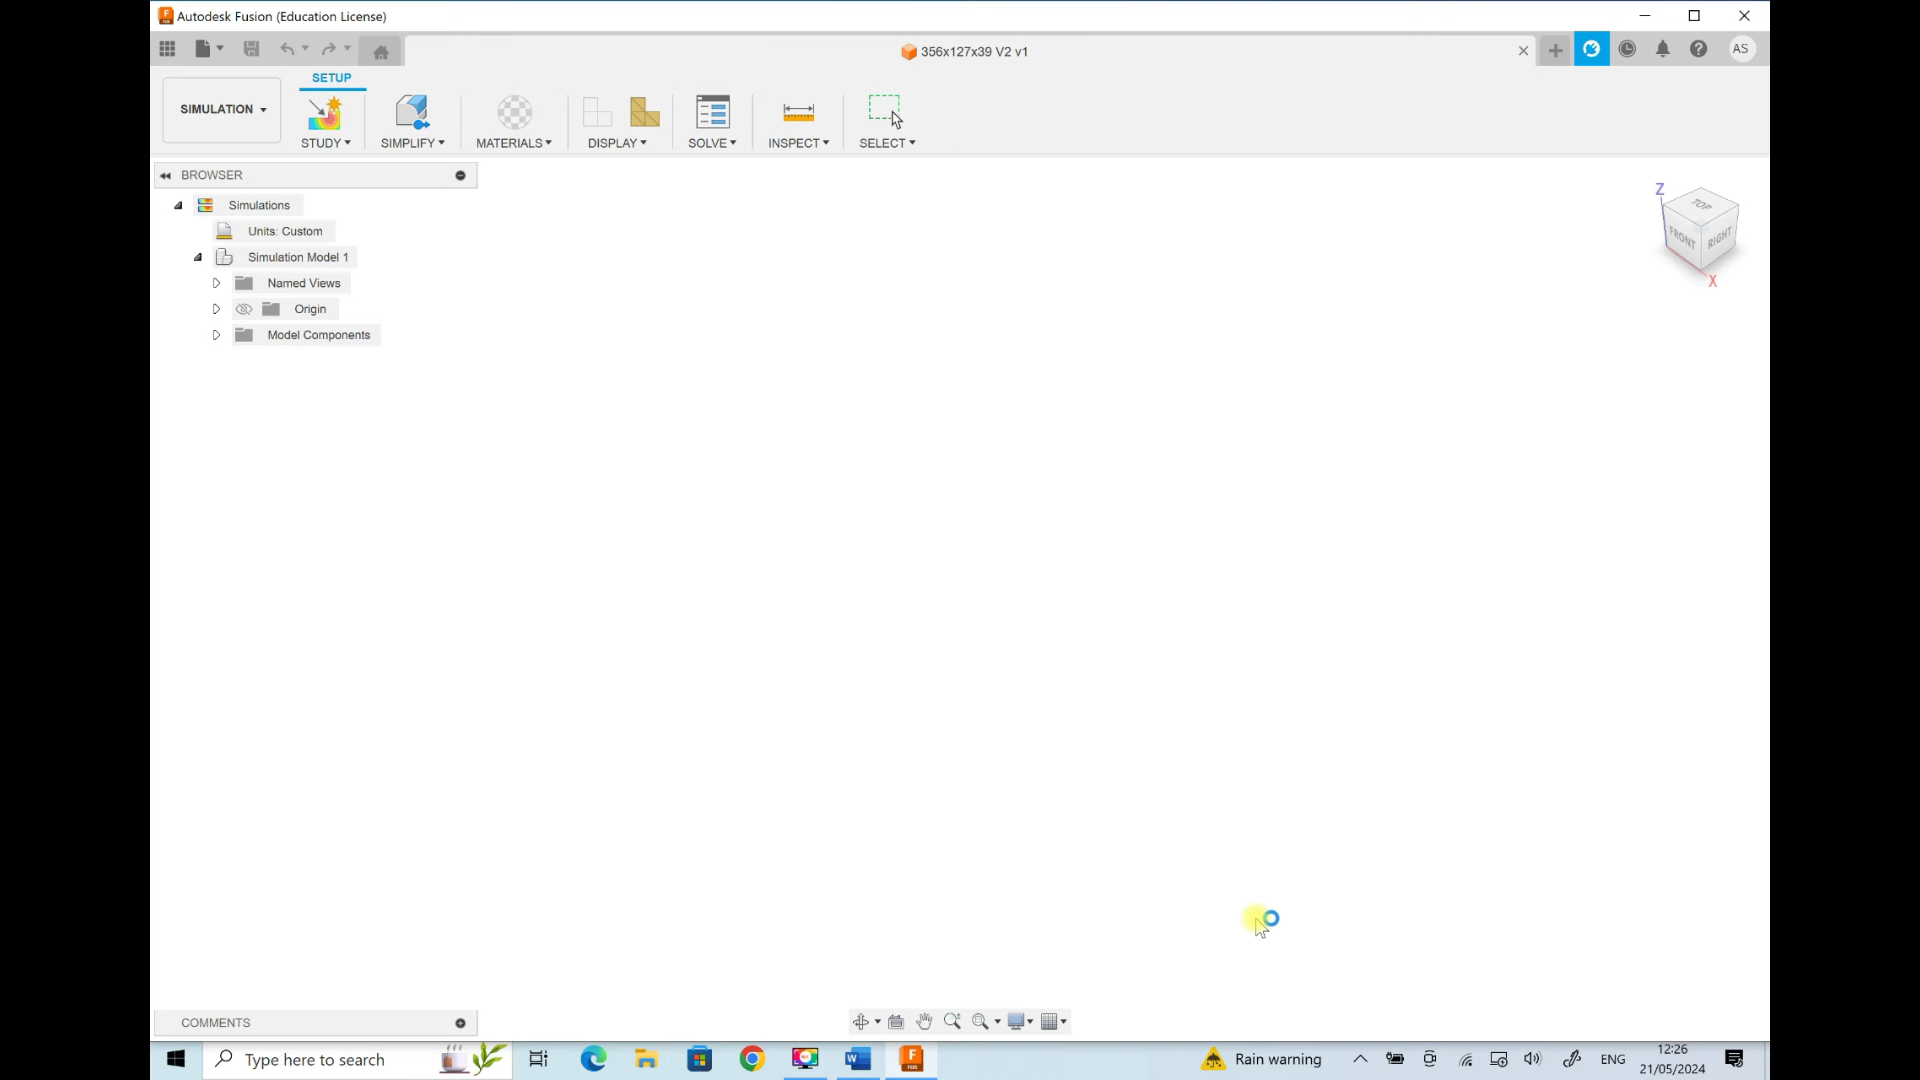 Autodesk Fusion (Education License)
356x127x39 V2 v1
AS
SETUP
SIMULATION
STUDY
SIMPLIFY
MATERIALS
DISPLAY
SOLVE
INSPECT
SELECT
BROWSER
Simulations
Units: Custom
Simulation Model 1
Named Views
Origin
Model Components
Z
TOP
FRONT
RIGHT
X
COMMENTS
Type here to search
Rain warning
ENG
12:26
21/05/2024